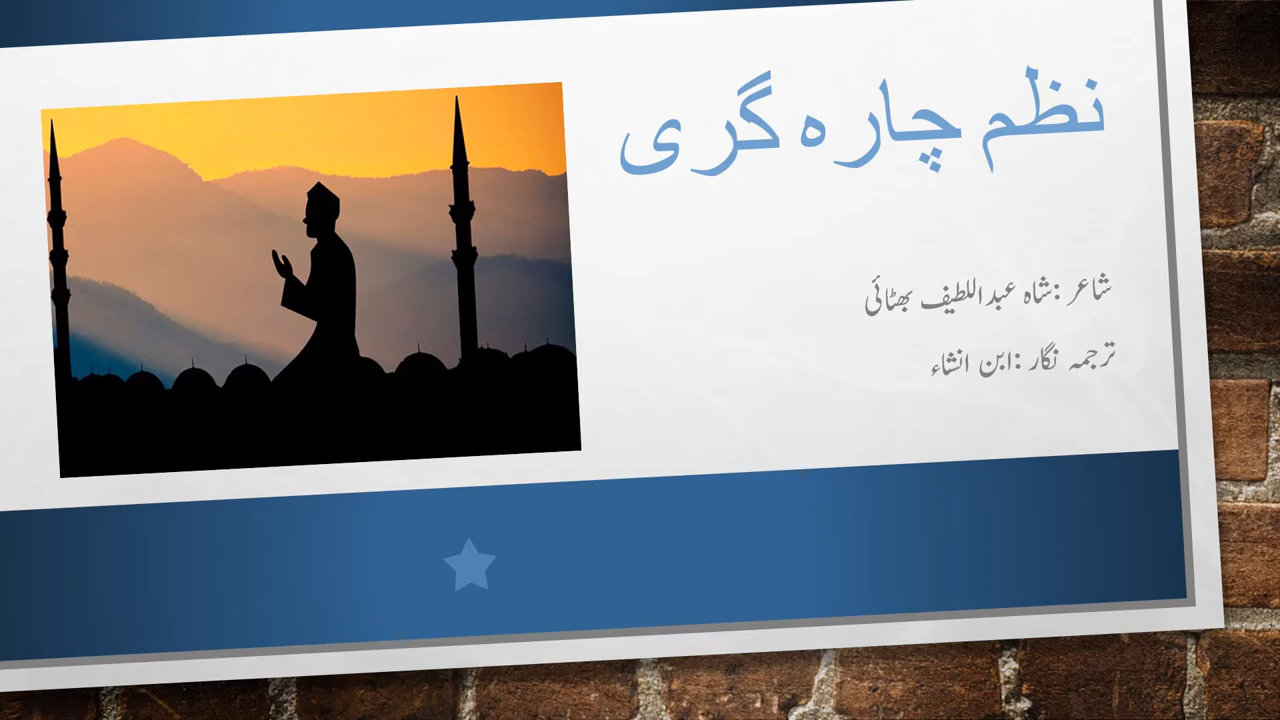 نظم چارہ گری
شاعر :شاہ عبداللطیف بھٹائی
ترجمہ نگار :ابن انشاء